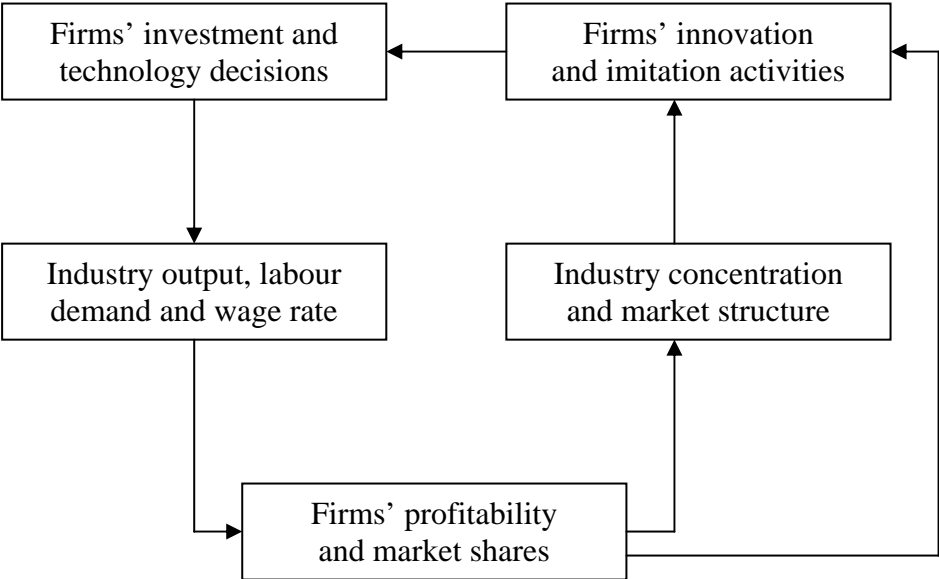 Firms’ investment and
technology decisions
Firms’ innovation
and imitation activities
Industry output, labour
demand and wage rate
Industry concentration
and market structure
Firms’ profitability
and market shares